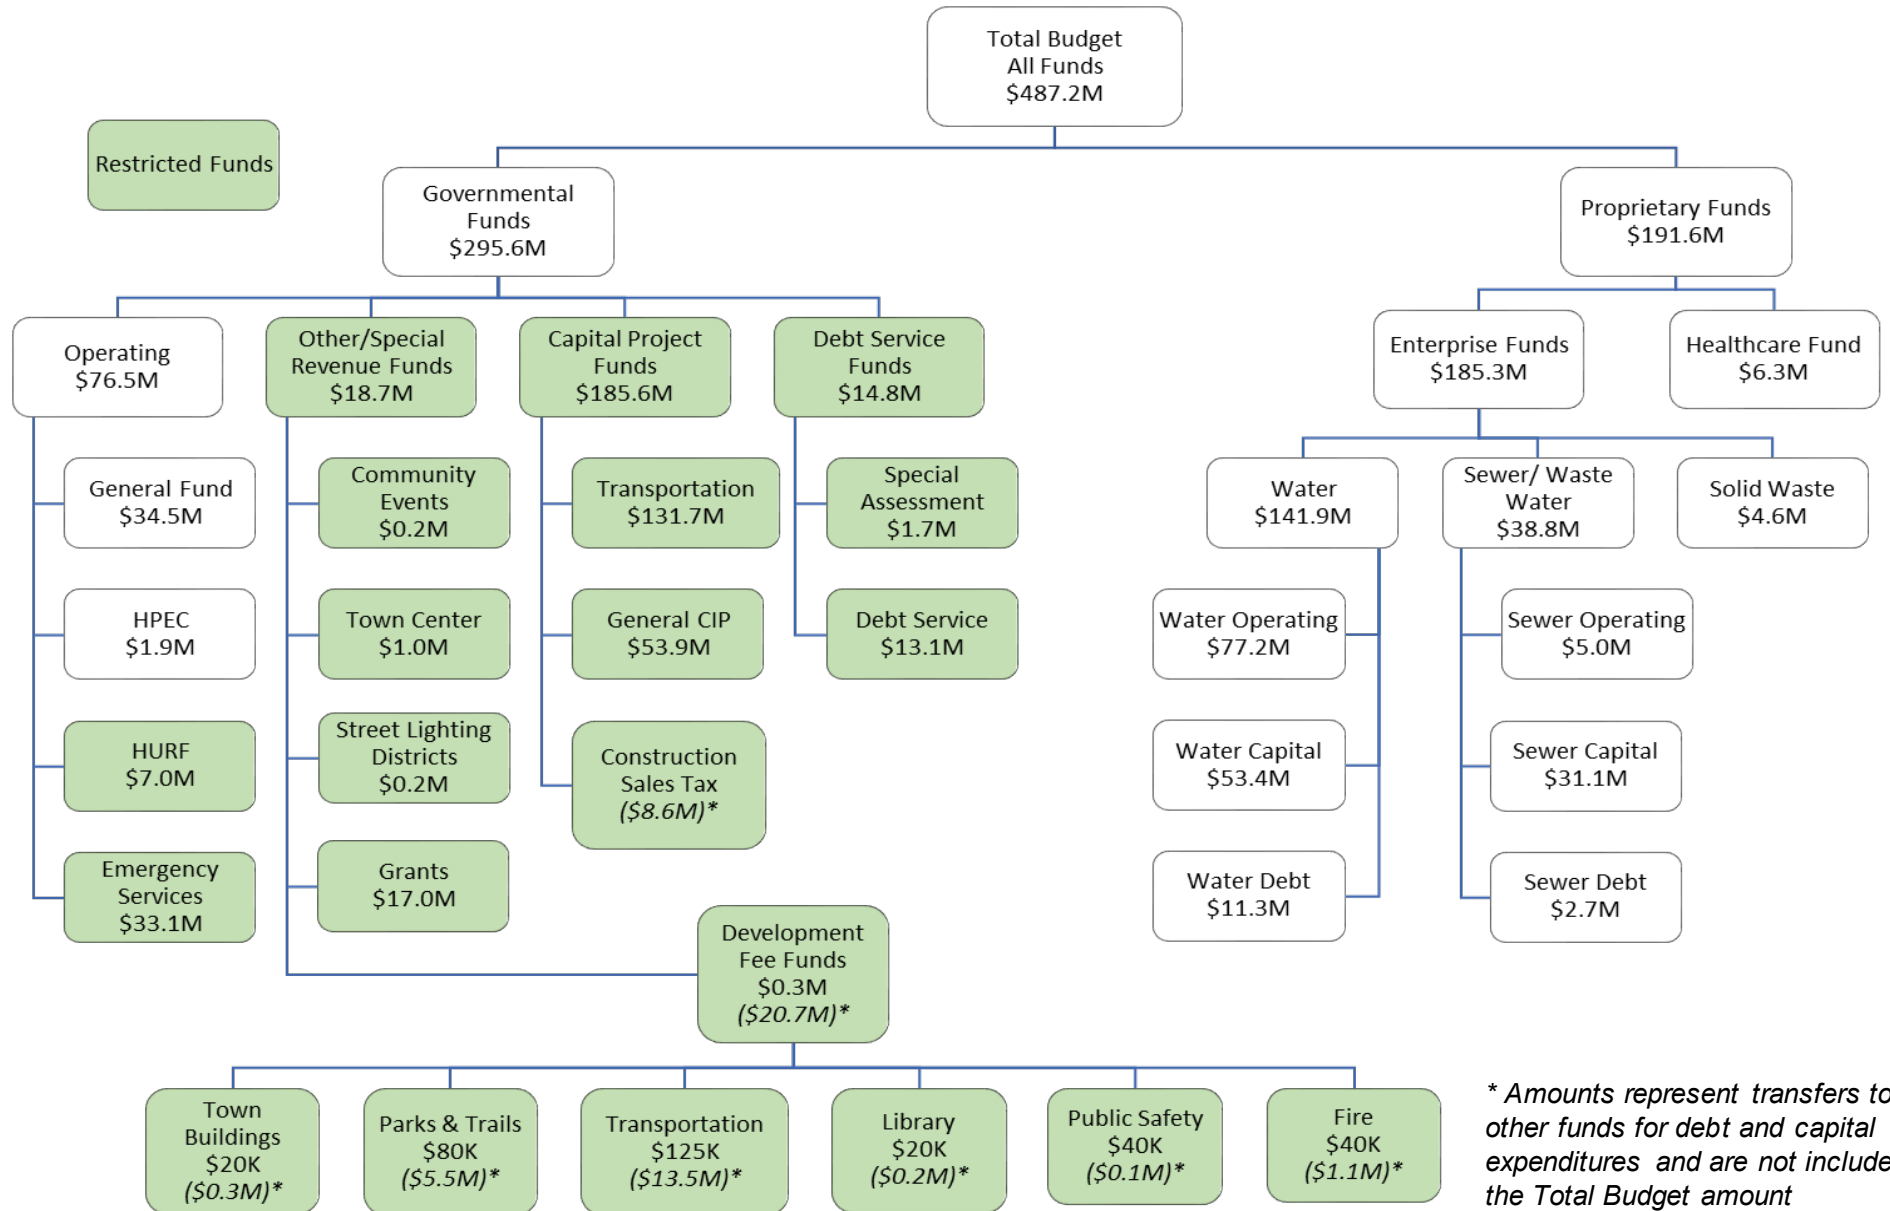 Total Budget
All Funds
$487.2M
Restricted Funds
Governmental
Funds
$295.6M
Proprietary Funds
$191.6M
Operating
$76.5M
Other/Special
Revenue Funds
$18.7M
Capital Project
Funds
$185.6M
Debt Service
Funds
$14.8M
Enterprise Funds
$185.3M
Healthcare Fund
$6.3M
General Fund
$34.5M
Community
Events
$0.2M
Transportation
$131.7M
Special
Assessment
$1.7M
Water
$141.9M
Sewer/ Waste
Water
$38.8M
Solid Waste
$4.6M
HPEC
$1.9M
Town Center
$1.0M
General CIP
$53.9M
Debt Service
$13.1M
Water Operating
$77.2M
Sewer Operating
$5.0M
HURF
$7.0M
Street Lighting
Districts
$0.2M
Construction
Sales Tax
($8.6M)*
Water Capital
$53.4M
Sewer Capital
$31.1M
Emergency
Services
$33.1M
Grants
$17.0M
Water Debt
$11.3M
Sewer Debt
$2.7M
Development
Fee Funds
$0.3M
($20.7M)*
Town
Buildings
$20K
($0.3M)*
Parks & Trails
$80K
($5.5M)*
Transportation
$125K
($13.5M)*
Library
$20K
($0.2M)*
Public Safety
$40K
($0.1M)*
Fire
$40K
($1.1M)*
* Amounts represent transfers to
other funds for debt and capital
expenditures and are not include
the Total Budget amount